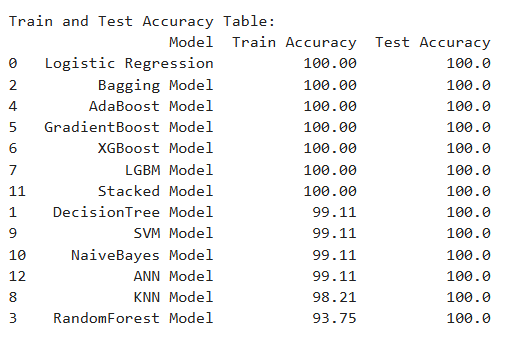 Train and Test Accuracy Table:
Model Train Accuracy Test Accuracy
0 Logistic Regression 100.00 100.0
2 Bagging Model 100.00 100.0
4 AdaBoost Model 100.00 100.0
5 GradientBoost Model 100.00 100.0
6 XGBoost Model 100.00 100.0
7 LGBM Model 100.00 100.0
11 Stacked Model 100.00 100.0
1 DecisionTree Model 99.11 100.0
9 SVM Model 99.11 100.0
10 NaiveBayes Model 99.11 100.0
12 ANN Model 99.11 100.0
8 KNN Model 98.21 100.0
3 RandomForest Model 93.75 100.0